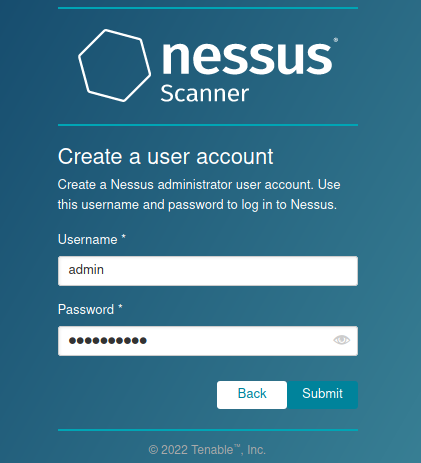 nessus®
Scanner
Create a user account
Create a Nessus administrator user account. Use
this username and password to log in to Nessus.
Username *
admin
Password *
●●●●●●●●●●
Back Submit
© 2022 Tenable™, Inc.